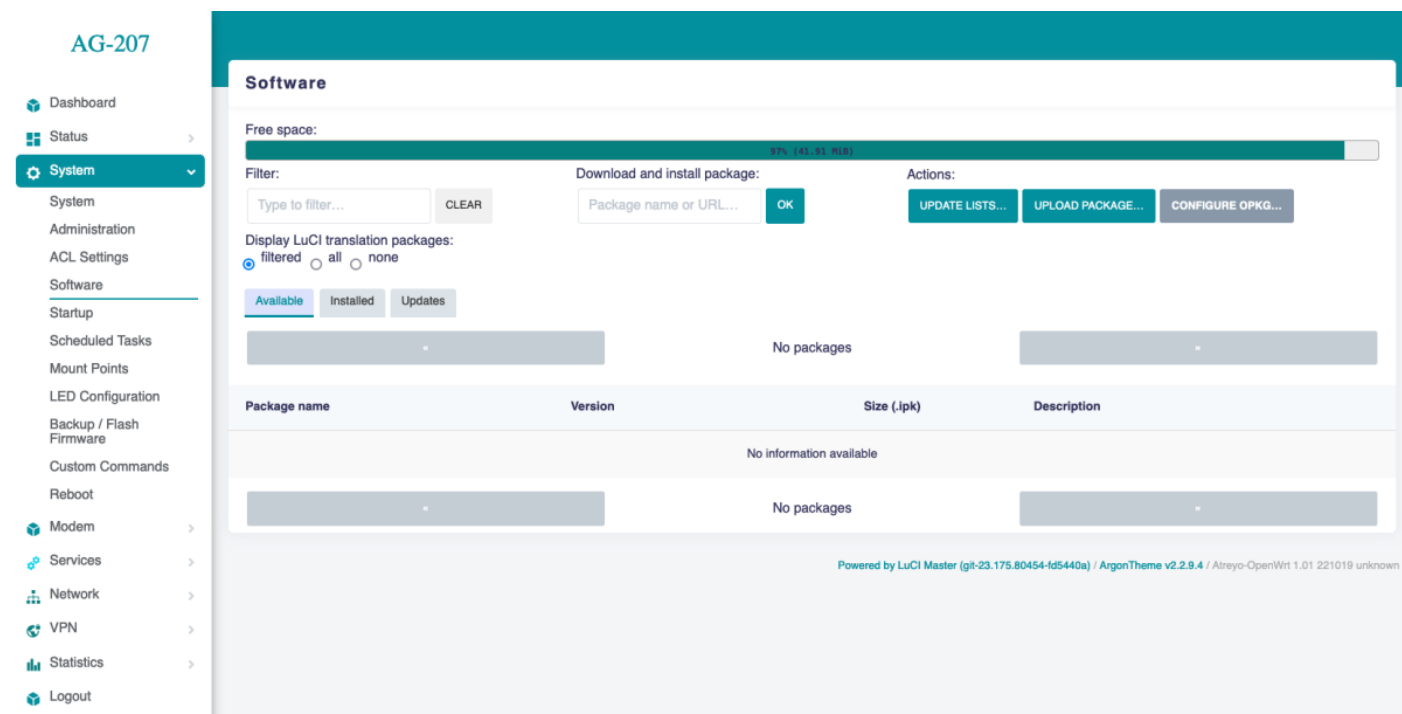 AG-207
Dashboard
Status
System
System
Administration
ACL Settings
Software
Startup
Scheduled Tasks
Mount Points
LED Configuration
Backup / Flash
Firmware
Custom Commands
Reboot
Modem
Services
Network
VPN
Statistics
Logout
Software
Free space:
97% (41.91 MiB)
Filter:
Download and install package:
Actions:
Type to filter...
CLEAR
Package name or URL...
OK
UPDATE LISTS...
UPLOAD PACKAGE...
CONFIGURE OPKG...
Display LuCI translation packages:
filtered all none
Available Installed Updates
No packages
Package name Version Size (.ipk) Description
No information available
No packages
Powered by LuCI Master (git-23.175.80454-fd5440a) / ArgonTheme v2.2.9.4 / Atreyo-OpenWrt 1.01 221019 unknown